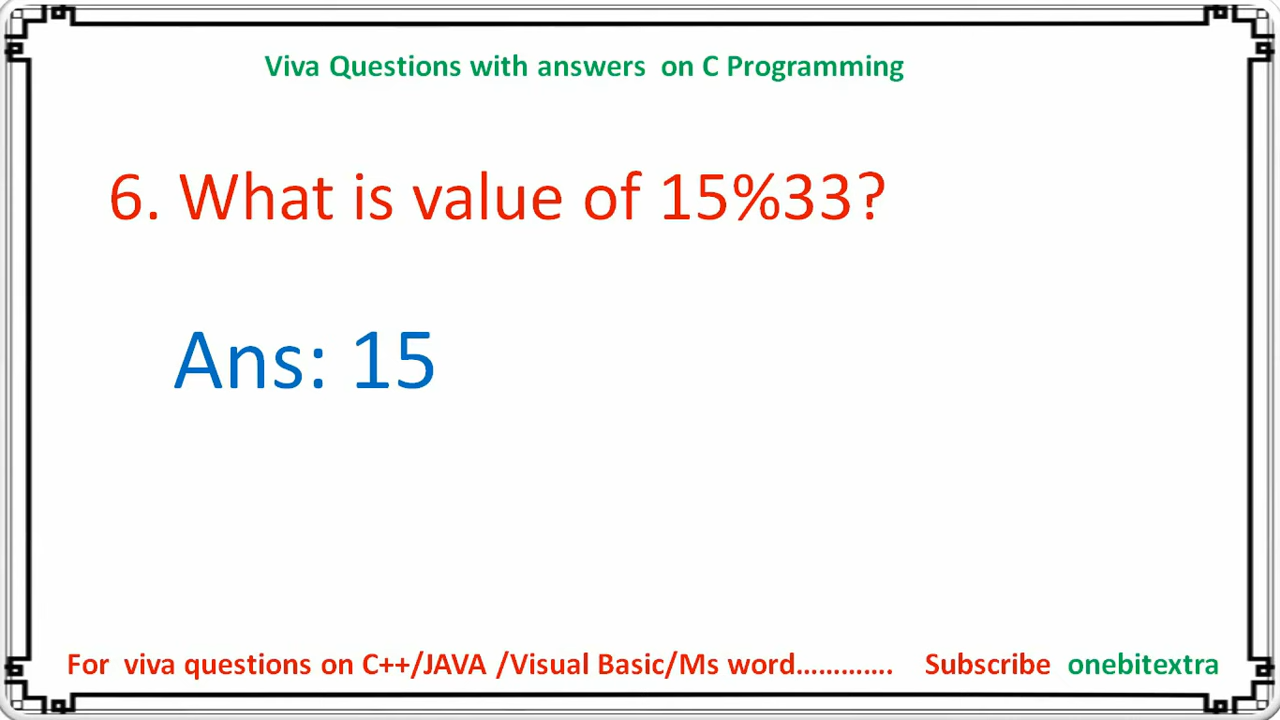 Viva Questions with answers on C Programming
6. What is value of 15%33?
Ans: 15
For viva questions on C++/JAVA /Visual Basic/Ms word............. Subscribe onebitextra